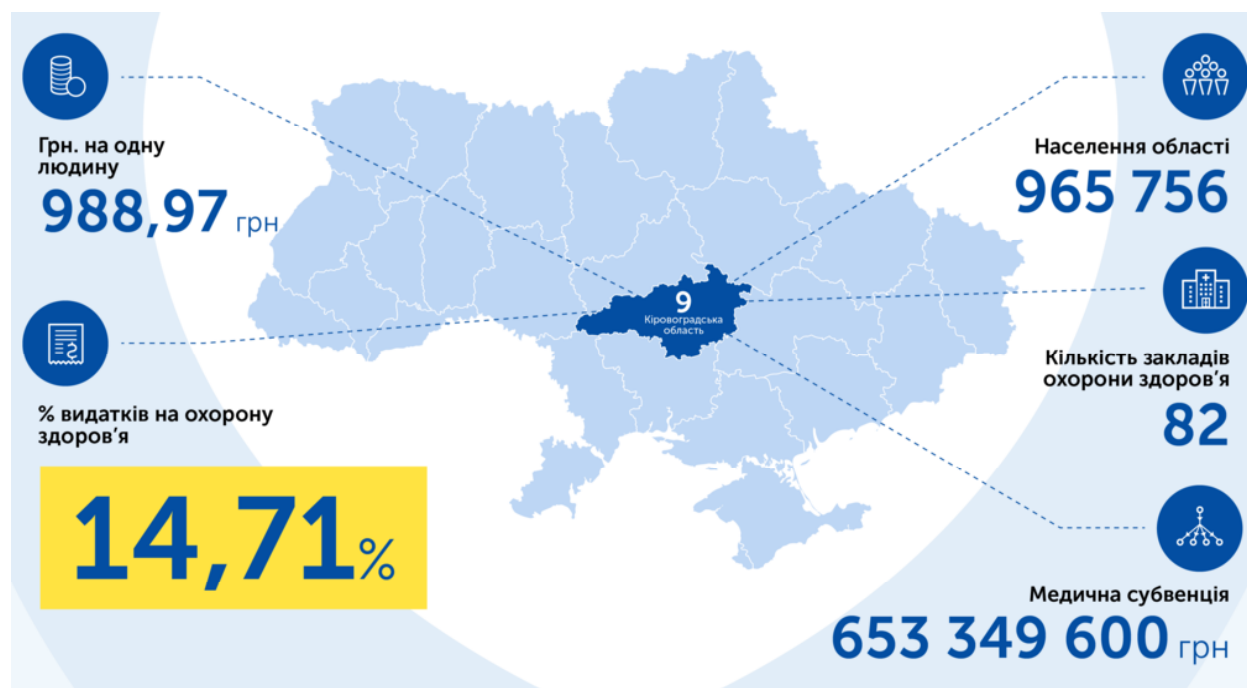 Грн. на одну
людину
988,97 грн
% видатків на охорону
здоров’я
14,71%
9
Кіровоградська
область
Населення області
965 756
Кількість закладів
охорони здоров’я
82
Медична субвенція
653 349 600 грн